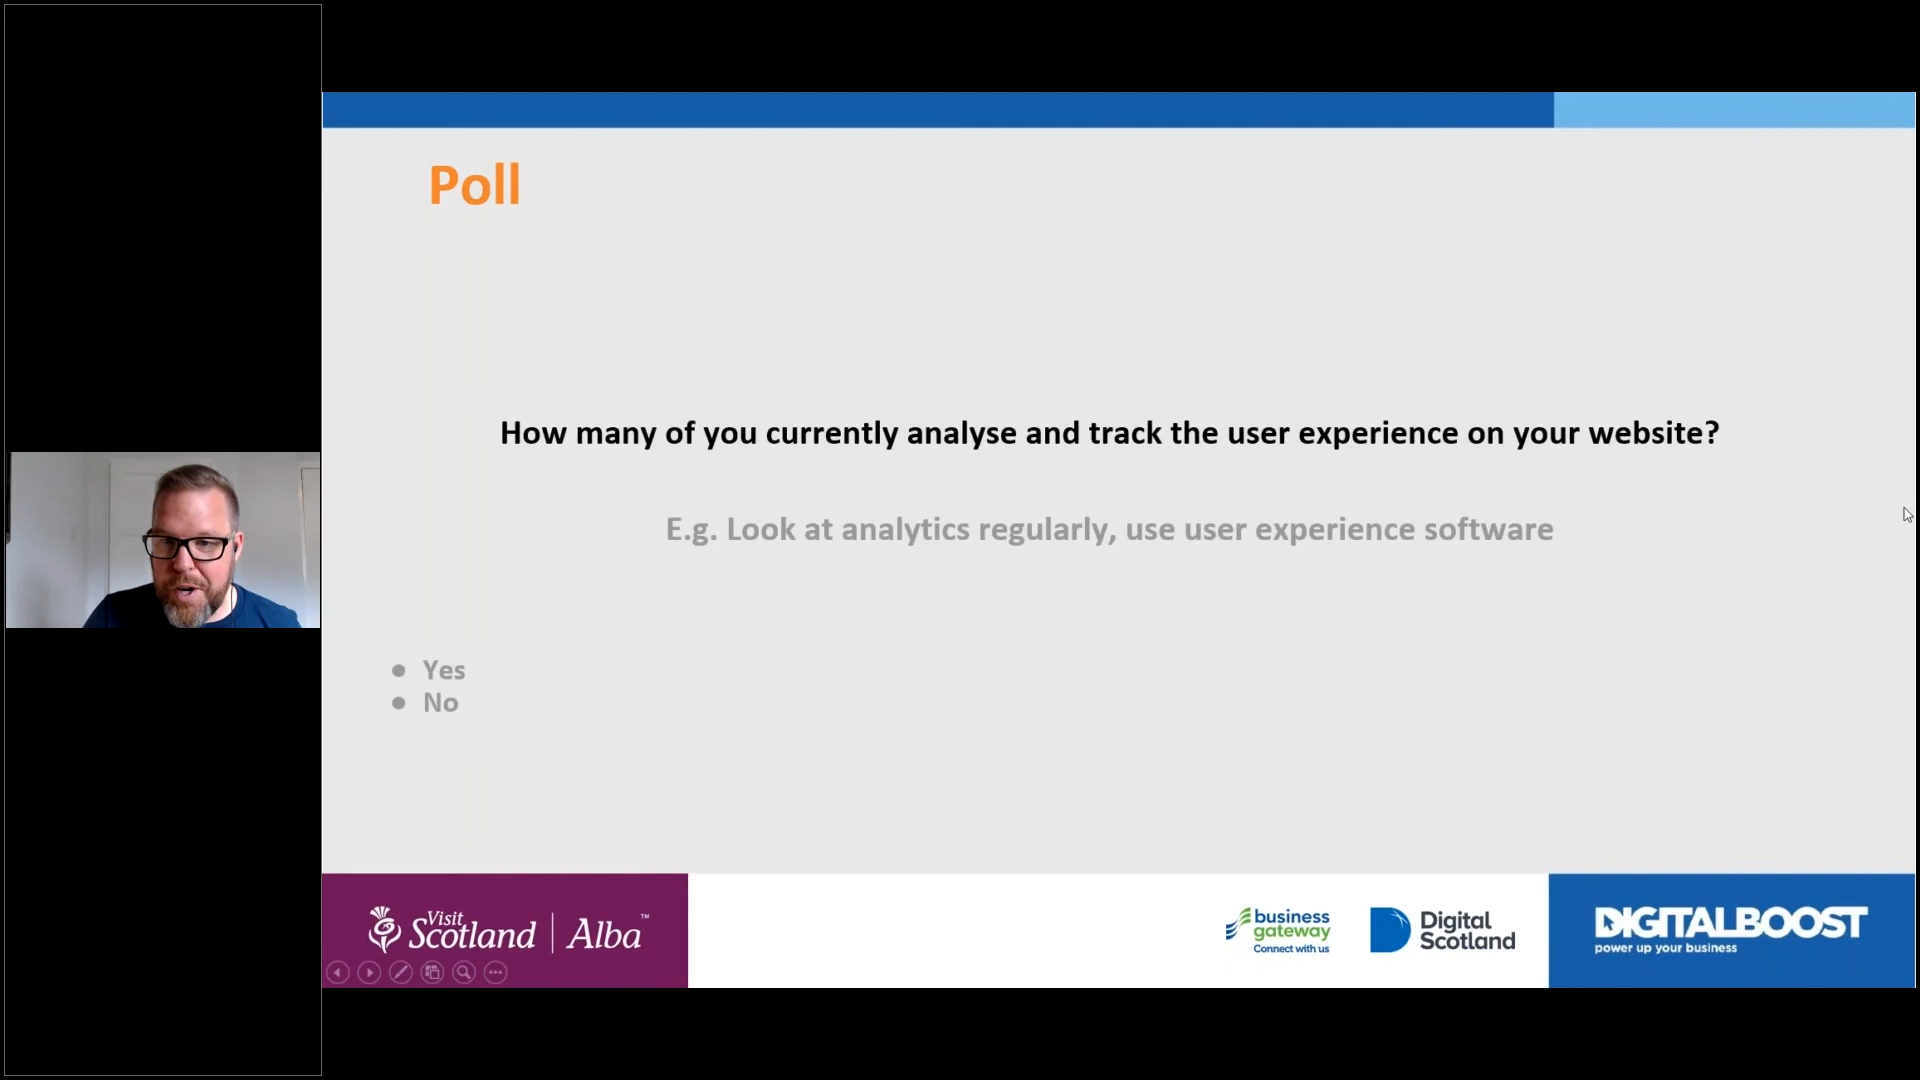 Poll
How many of you currently analyse and track the user experience on your website?
E.g. Look at analytics regularly, use user experience software
Yes
No
Visit
Scotland | Alba™
business
gateway
Connect with us
Digital
Scotland
DIGITALBOOST
power up your business